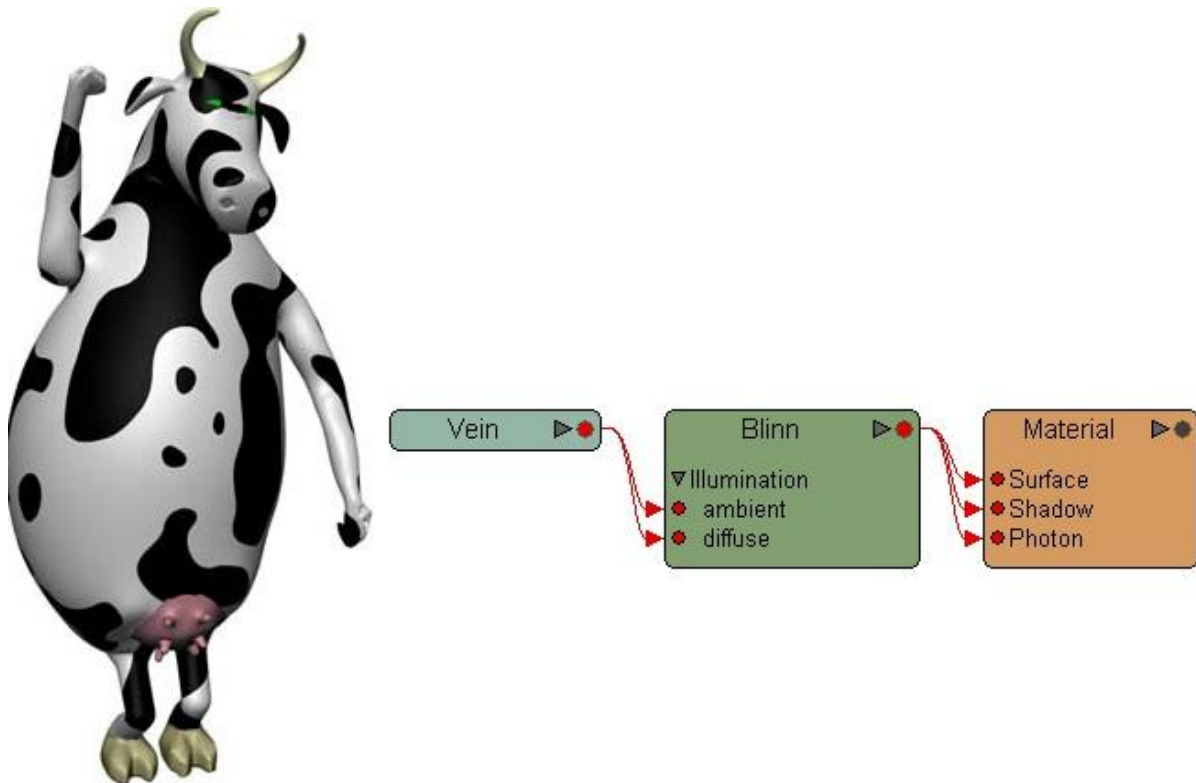 Vein
Blinn
Illumination
ambient
diffuse
Material
Surface
Shadow
Photon